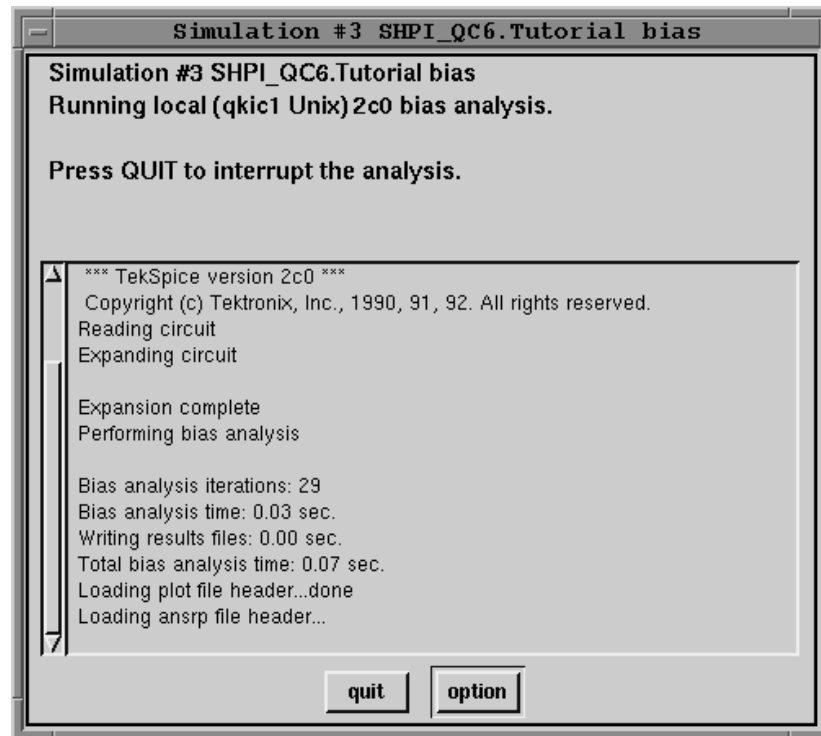 Simulation #3 SHPI_QC6.Tutorial bias
Simulation #3 SHPI_QC6.Tutorial bias
Running local (qkic1 Unix) 2c0 bias analysis.
Press QUIT to interrupt the analysis.
*** TekSpice version 2c0 ***
Copyright (c) Tektronix, Inc., 1990, 91, 92. All rights reserved.
Reading circuit
Expanding circuit
Expansion complete
Performing bias analysis
Bias analysis iterations: 29
Bias analysis time: 0.03 sec.
Writing results files: 0.00 sec.
Total bias analysis time: 0.07 sec.
Loading plot file header...done
Loading ansrp file header...
quit option